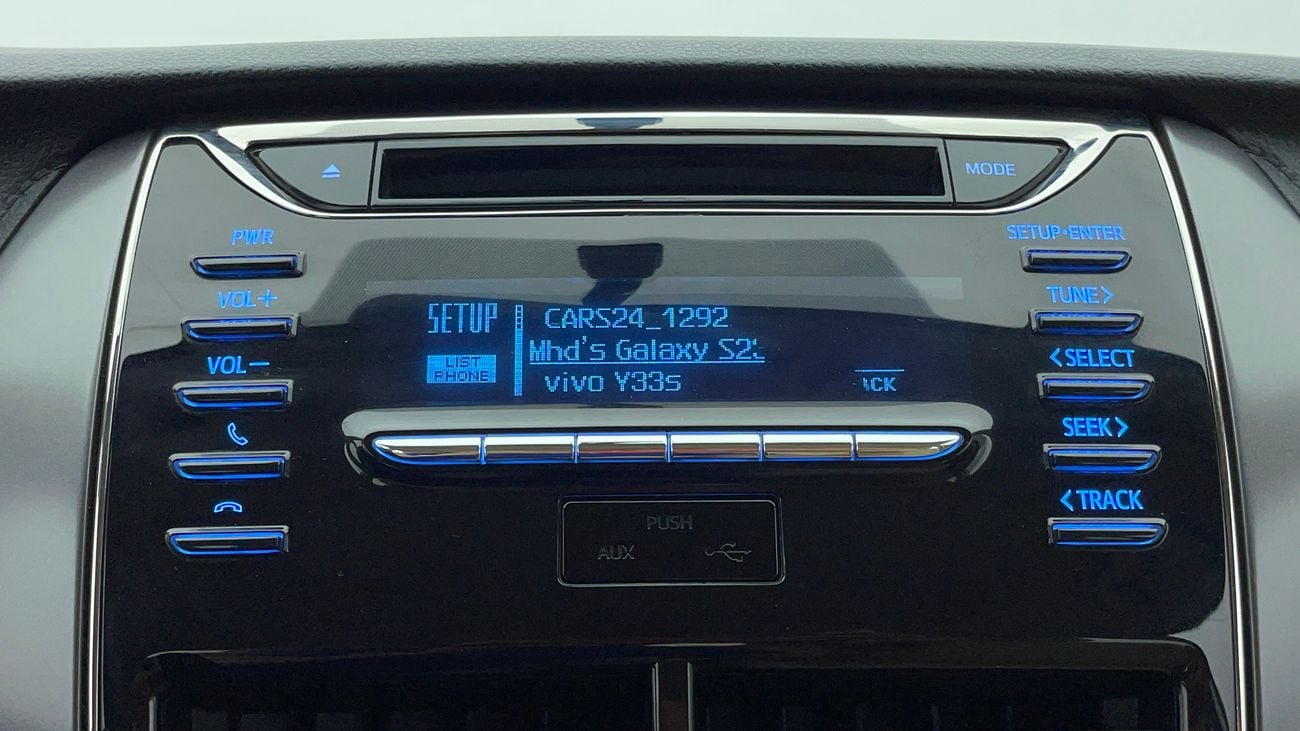 MODE
PWR
SETUP•ENTER
VOL+
TUNE>
VOL-
<SELECT
SEEK>
<TRACK
SETUP
LIST
PHONE
CARS24_1292
Mhd's Galaxy
vivo Y33s
PUSH
AUX